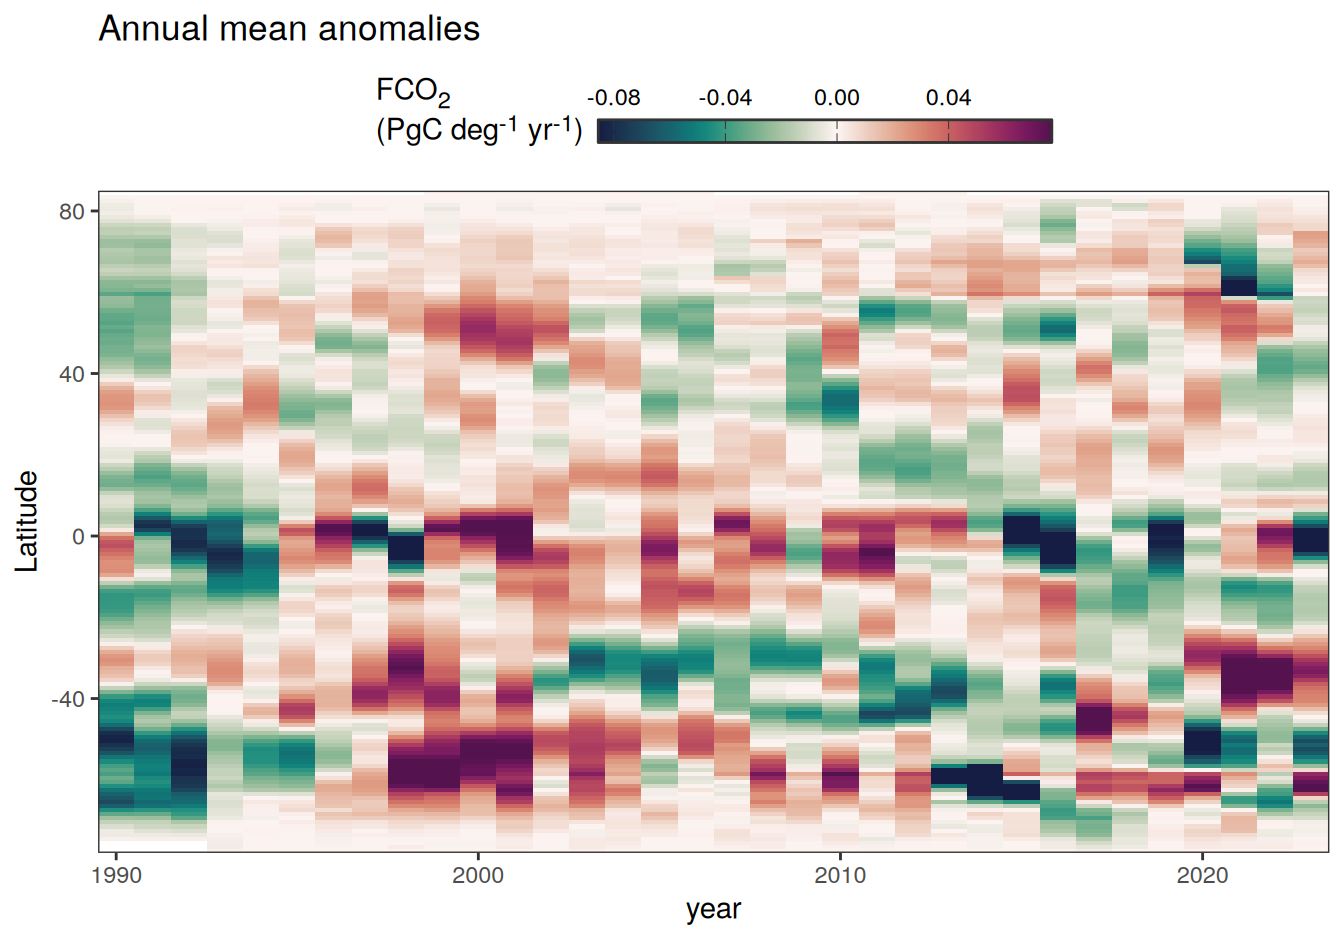 Annual mean anomalies
FCO₂
(PgC deg⁻¹ yr⁻¹)
-0.08 -0.04 0.00 0.04
80
40
0
-40
Latitude
1990 2000 2010 2020
year